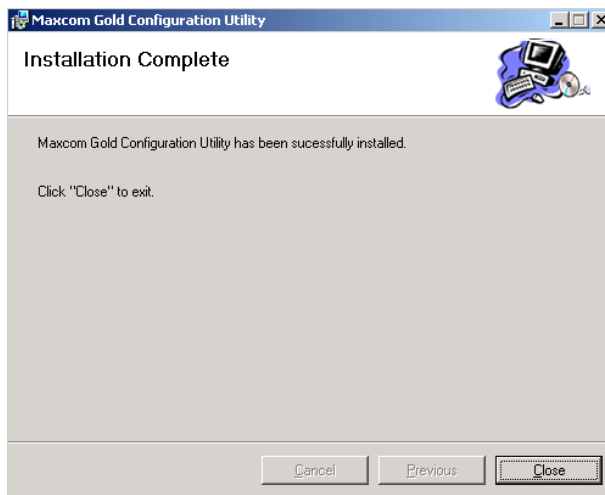 Maxcom Gold Configuration Utility
Installation Complete
Maxcom Gold Configuration Utility has been sucessfully installed.
Click "Close" to exit.
Cancel
Previous
Close